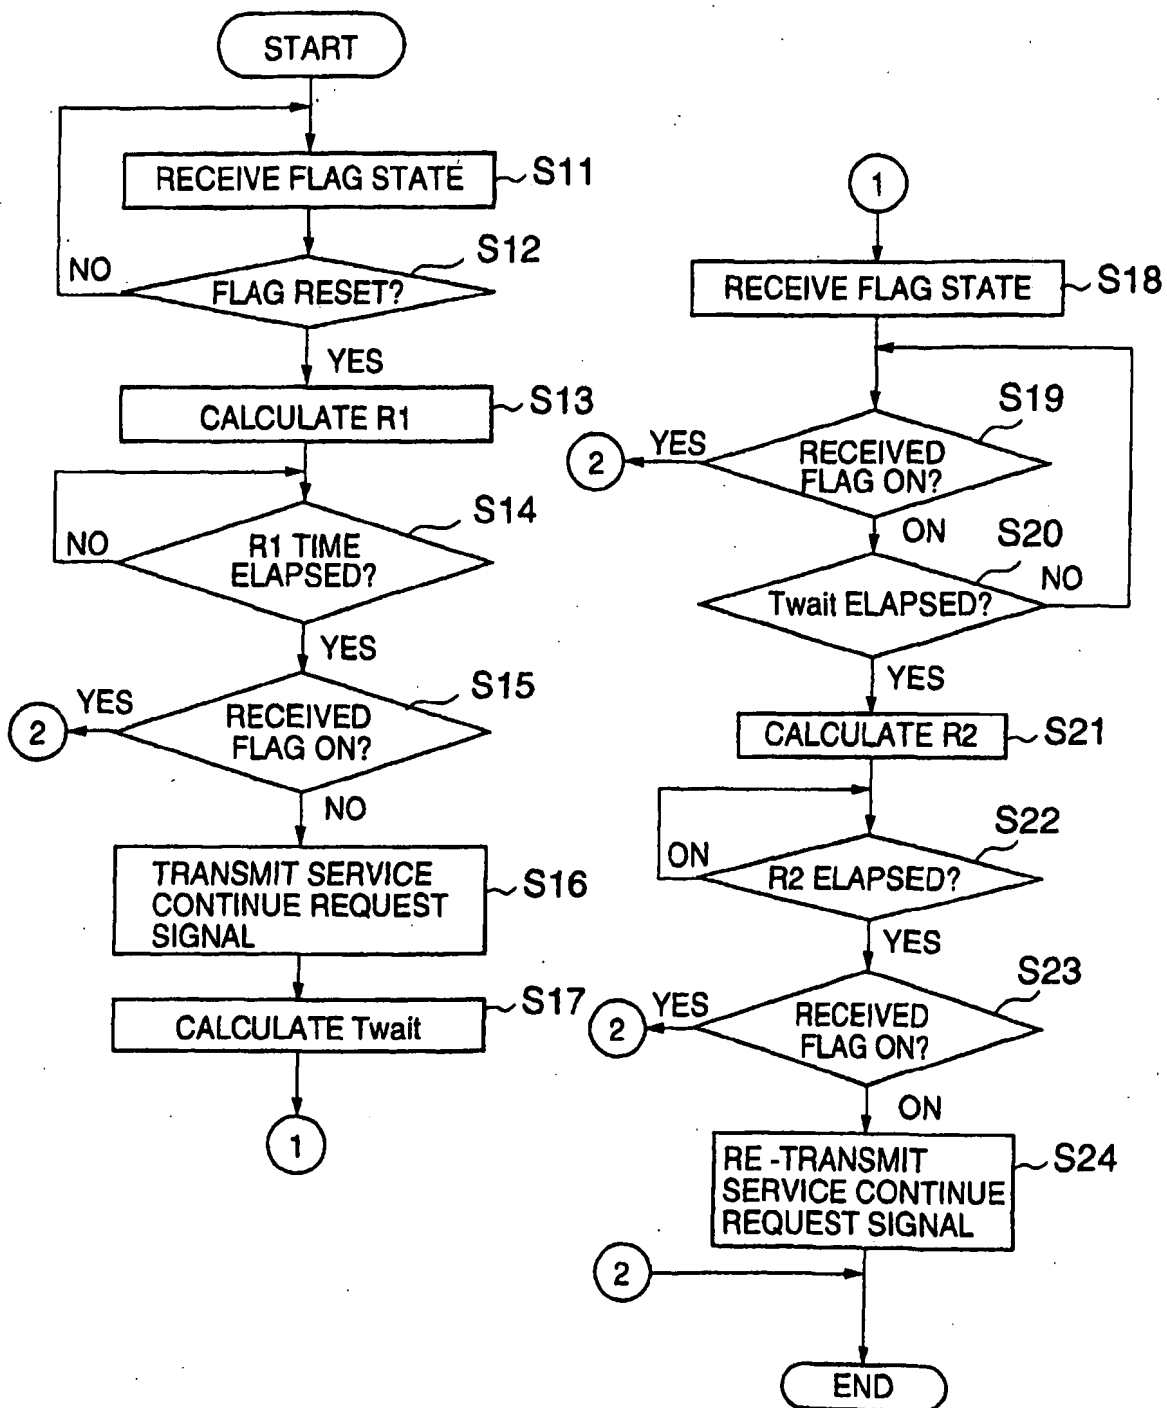 START
RECEIVE FLAG STATE
S11
S12
NO
FLAG RESET?
YES
CALCULATE R1
S13
S14
NO
R1 TIME
ELAPSED?
YES
S15
YES
2
RECEIVED
FLAG ON?
NO
TRANSMIT SERVICE
CONTINUE REQUEST
SIGNAL
S16
CALCULATE Twait
S17
1
1
RECEIVE FLAG STATE
S18
S19
YES
2
RECEIVED
FLAG ON?
ON
S20
NO
Twait ELAPSED?
YES
CALCULATE R2
S21
S22
ON
R2 ELAPSED?
YES
S23
YES
2
RECEIVED
FLAG ON?
ON
RE -TRANSMIT
SERVICE CONTINUE
REQUEST SIGNAL
S24
2
END